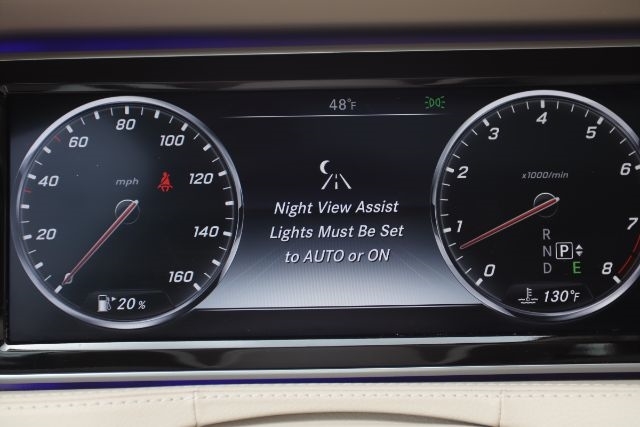 48°F
60 80 100
40 mph 120
20 160
20%
Night View Assist
Lights Must Be Set
to AUTO or ON
3 4 5 6
2 x1000/min 7
1
0 8
R
N P
D E
130°F